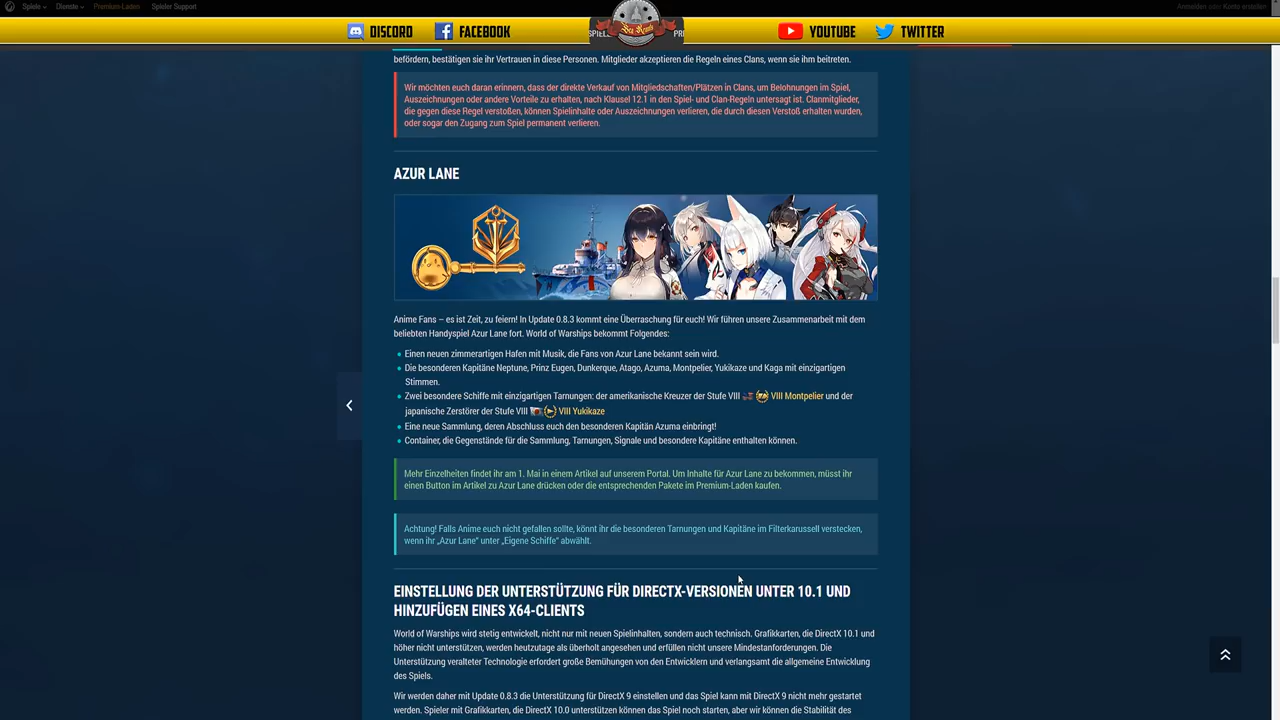 Spiele
Dienste
Premium-Laden
Spieler Support
Anmelden oder Konto erstellen
DISCORD
FACEBOOK
YOUTUBE
TWITTER
befördern, bestätigen sie ihr Vertrauen in diese Personen. Mitglieder akzeptieren die Regeln eines Clans, wenn sie ihm beitreten.
Wir möchten euch daran erinnern, dass der direkte Verkauf von Mitgliedschaften/Plätzen in Clans, um Belohnungen im Spiel,
Auszeichnungen oder andere Vorteile zu erhalten, nach Klausel 12.1 in den Spiel- und Clan-Regeln untersagt ist. Clanmitglieder,
die gegen diese Regel verstoßen, können Spielinhalte oder Auszeichnungen verlieren, die durch diesen Verstoß erhalten wurden,
oder sogar den Zugang zum Spiel permanent verlieren.
AZUR LANE
Anime Fans – es ist Zeit, zu feiern! In Update 0.8.3 kommt eine Überraschung für euch! Wir führen unsere Zusammenarbeit mit dem
beliebten Handyspiel Azur Lane fort. World of Warships bekommt Folgendes:
Einen neuen zimmerartigen Hafen mit Musik, die Fans von Azur Lane bekannt sein wird.
Die besonderen Kapitäne Neptune, Prinz Eugen, Dunkerque, Atago, Azuma, Montpelier, Yukikaze und Kaga mit einzigartigen
Stimmen.
Zwei besondere Schiffe mit einzigartigen Tarnungen: der amerikanische Kreuzer der Stufe VIII VIII Montpelier und der
japanische Zerstörer der Stufe VIII VIII Yukikaze
Eine neue Sammlung, deren Abschluss euch den besonderen Kapitän Azuma einbringt!
Container, die Gegenstände für die Sammlung, Tarnungen, Signale und besondere Kapitäne enthalten können.
Mehr Einzelheiten findet ihr am 1. Mai in einem Artikel auf unserem Portal. Um Inhalte für Azur Lane zu bekommen, müsst ihr
einen Button im Artikel zu Azur Lane drücken oder die entsprechenden Pakete im Premium-Laden kaufen.
Achtung! Falls Anime euch nicht gefallen sollte, könnt ihr die besonderen Tarnungen und Kapitäne im Filterkarussell verstecken,
wenn ihr „Azur Lane" unter „Eigene Schiffe" abwählt.
EINSTELLUNG DER UNTERSTÜTZUNG FÜR DIRECTX-VERSIONEN UNTER 10.1 UND
HINZUFÜGEN EINES X64-CLIENTS
World of Warships wird stetig entwickelt, nicht nur mit neuen Spielinhalten, sondern auch technisch. Grafikkarten, die DirectX 10.1 und
höher nicht unterstützen, werden heutzutage als überholt angesehen und erfüllen nicht unsere Mindestanforderungen. Die
Unterstützung veralteter Technologie erfordert große Bemühungen von den Entwicklern und verlangsamt die allgemeine Entwicklung
des Spiels.
Wir werden daher mit Update 0.8.3 die Unterstützung für DirectX 9 einstellen und das Spiel kann mit DirectX 9 nicht mehr gestartet
werden. Spieler mit Grafikkarten, die DirectX 10.0 unterstützen können das Spiel noch starten, aber wir können die Stabilität des